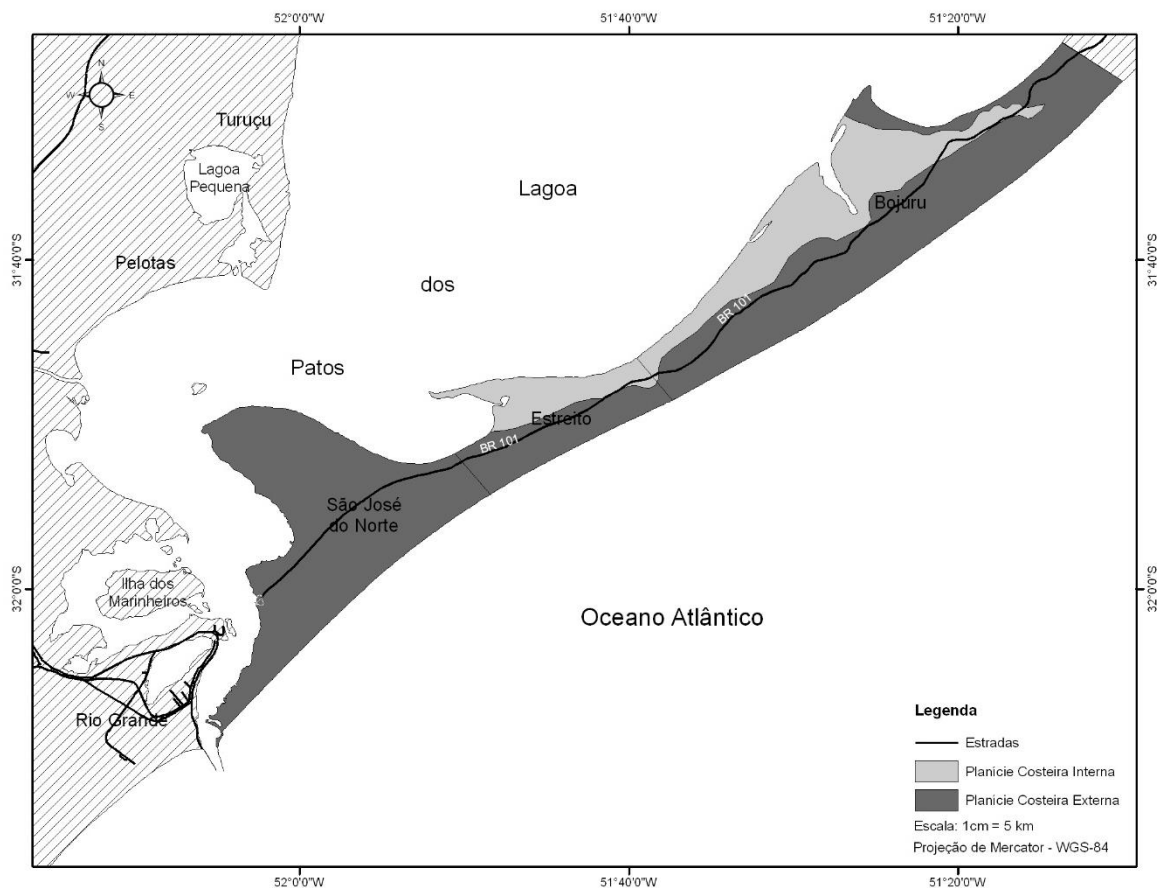 52°0'0"W
51°40'0"W
51°20'0"W
N
W
E
S
Turuçu
Lagoa
Pequena
Lagoa
Bojuru
31°40'0"S
31°40'0"S
Pelotas
dos
BR 101
Patos
Estreito
BR 101
São José
do Norte
Ilha dos
Marinheiros
32°0'0"S
32°0'0"S
Oceano Atlântico
Rio Grande
Legenda
Estradas
Planície Costeira Interna
Planície Costeira Externa
Escala: 1cm = 5 km
Projeção de Mercator - WGS-84
52°0'0"W
51°40'0"W
51°20'0"W